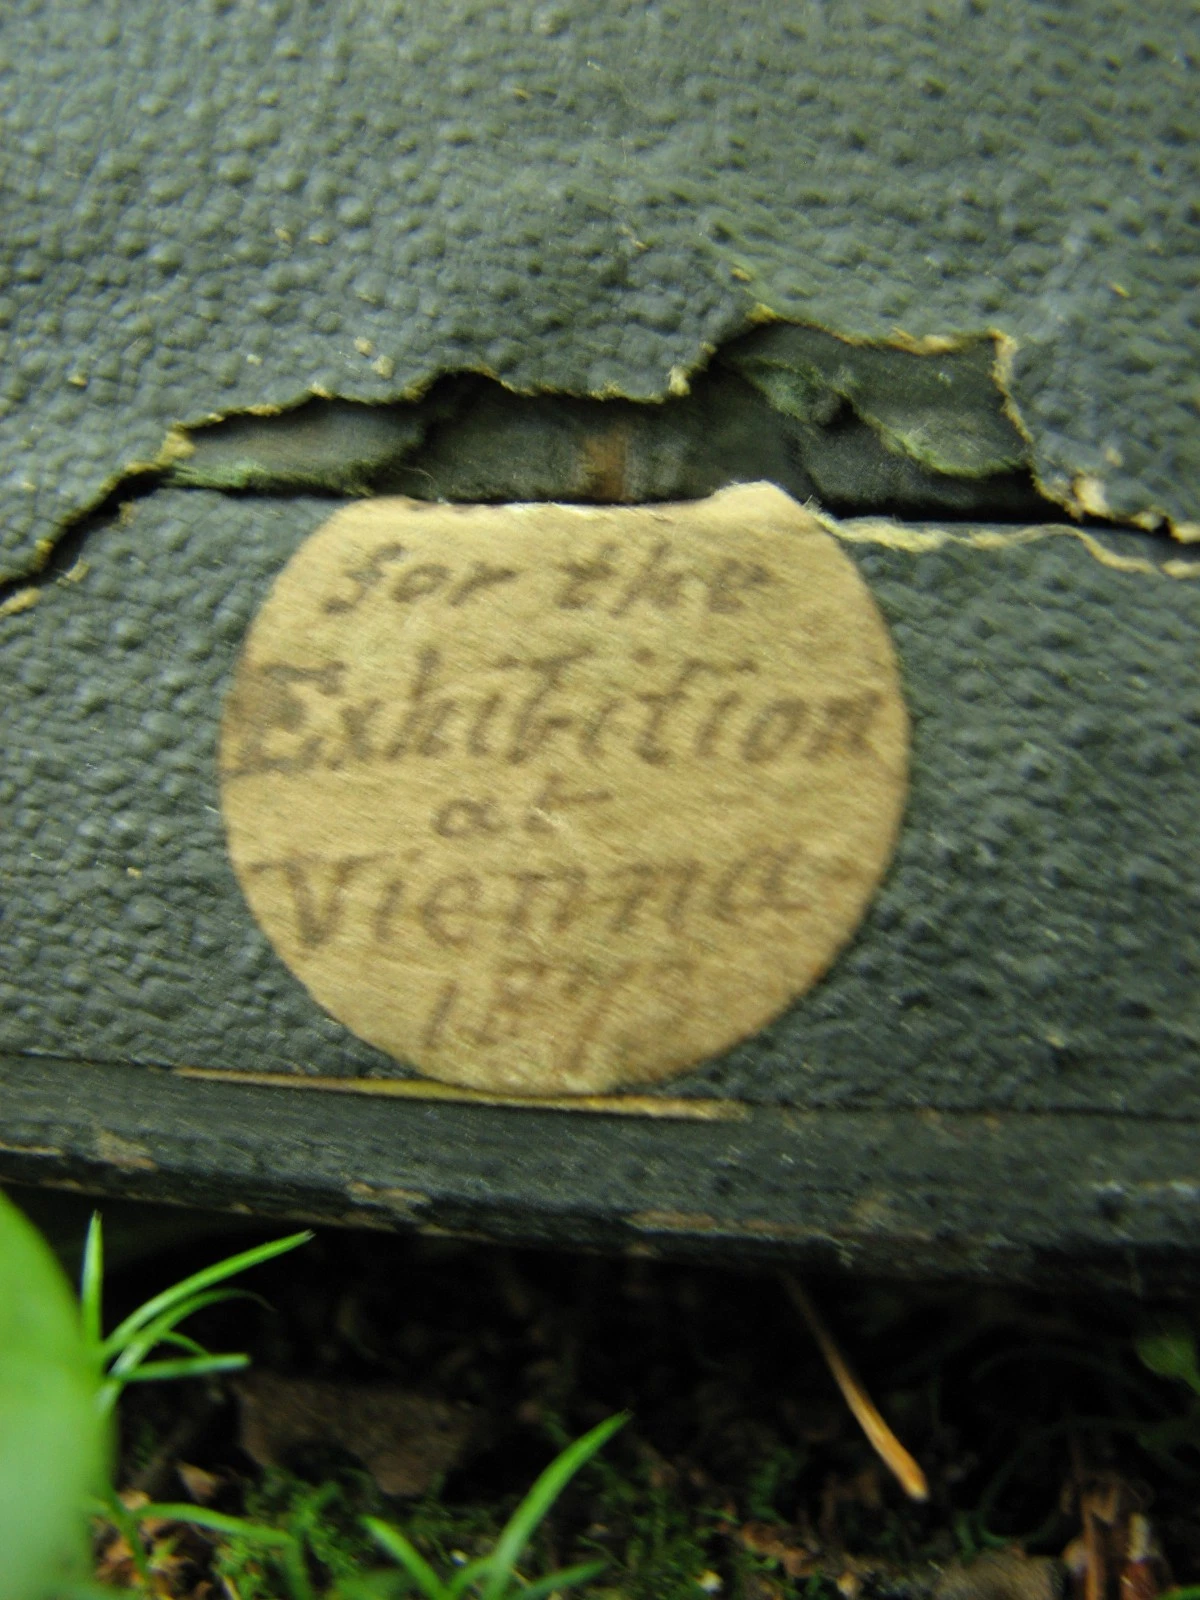 for the
Exhibition
at
Vienna